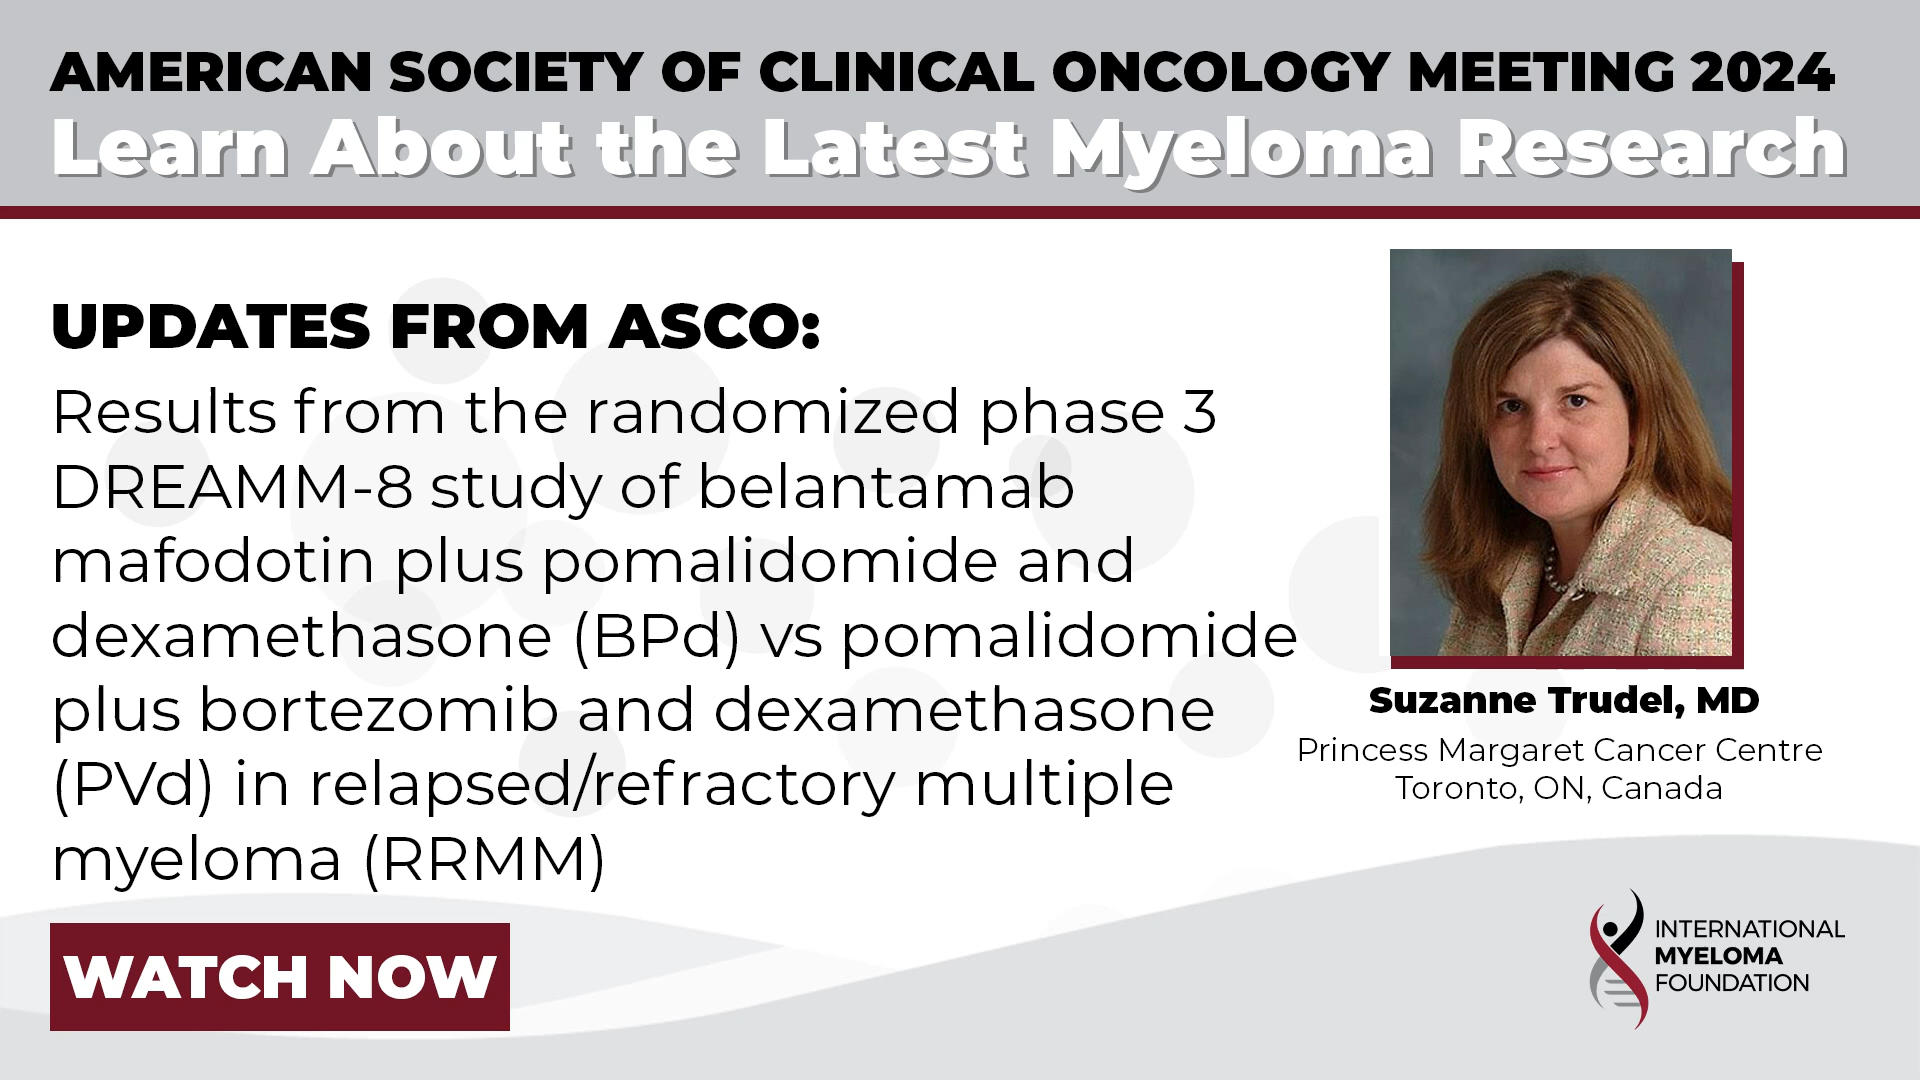 AMERICAN SOCIETY OF CLINICAL ONCOLOGY MEETING 2024
Learn About the Latest Myeloma Research
UPDATES FROM ASCO:
Results from the randomized phase 3
DREAMM-8 study of belantamab
mafodotin plus pomalidomide and
dexamethasone (BPd) vs pomalidomide
plus bortezomib and dexamethasone
(PVd) in relapsed/refractory multiple
myeloma (RRMM)
WATCH NOW
Suzanne Trudel, MD
Princess Margaret Cancer Centre
Toronto, ON, Canada
INTERNATIONAL
MYELOMA
FOUNDATION